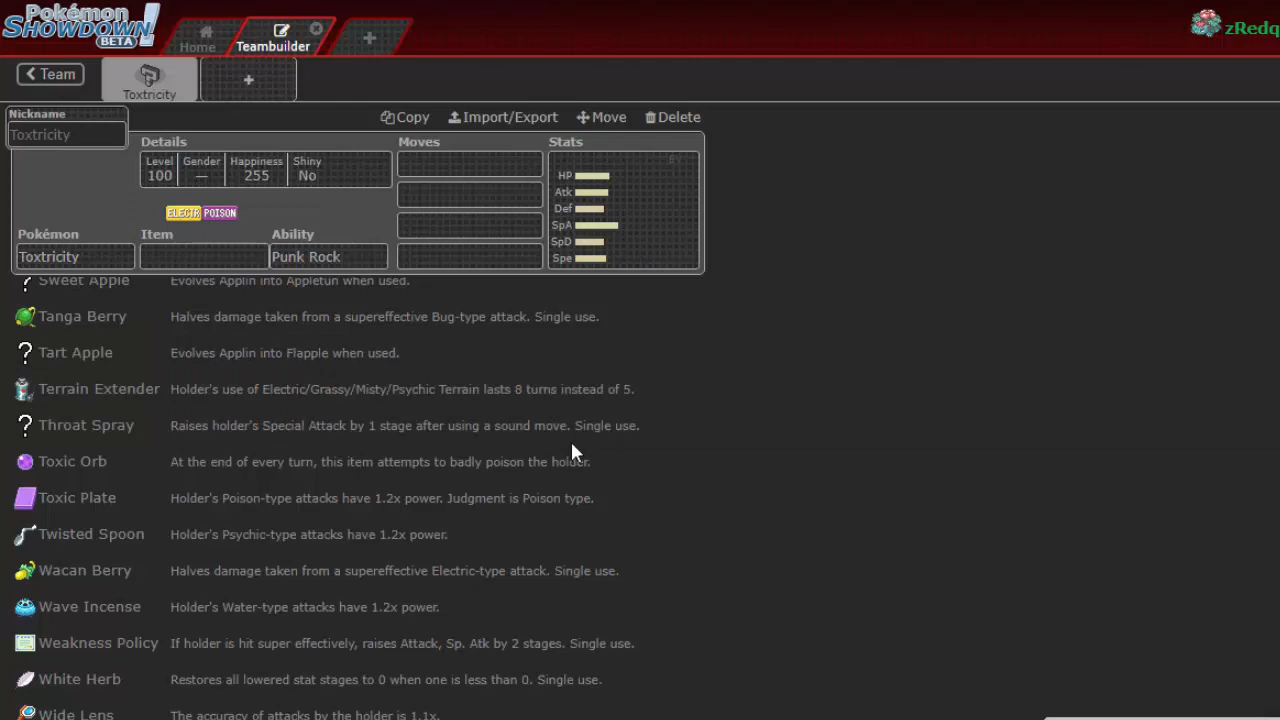 Pokémon
SHOWDOWN!
BETA
Home
Teambuilder
+
zRedq
Team
Toxtricity
+
Nickname
Toxtricity
Copy Import/Export Move Delete
Details
Moves
Stats
Level Gender Happiness Shiny
100 — 255 No
EV
HP
Atk
Def
SpA
SpD
Spe
ELECTR POISON
Pokémon Item Ability
Toxtricity Punk Rock
Sweet Apple Evolves Applin into Appletun when used.
Tanga Berry Halves damage taken from a supereffective Bug-type attack. Single use.
Tart Apple Evolves Applin into Flapple when used.
Terrain Extender Holder's use of Electric/Grassy/Misty/Psychic Terrain lasts 8 turns instead of 5.
Throat Spray Raises holder's Special Attack by 1 stage after using a sound move. Single use.
Toxic Orb At the end of every turn, this item attempts to badly poison the holder.
Toxic Plate Holder's Poison-type attacks have 1.2x power. Judgment is Poison type.
Twisted Spoon Holder's Psychic-type attacks have 1.2x power.
Wacan Berry Halves damage taken from a supereffective Electric-type attack. Single use.
Wave Incense Holder's Water-type attacks have 1.2x power.
Weakness Policy If holder is hit super effectively, raises Attack, Sp. Atk by 2 stages. Single use.
White Herb Restores all lowered stat stages to 0 when one is less than 0. Single use.
Wide Lens The accuracy of attacks by the holder is 1.1x.